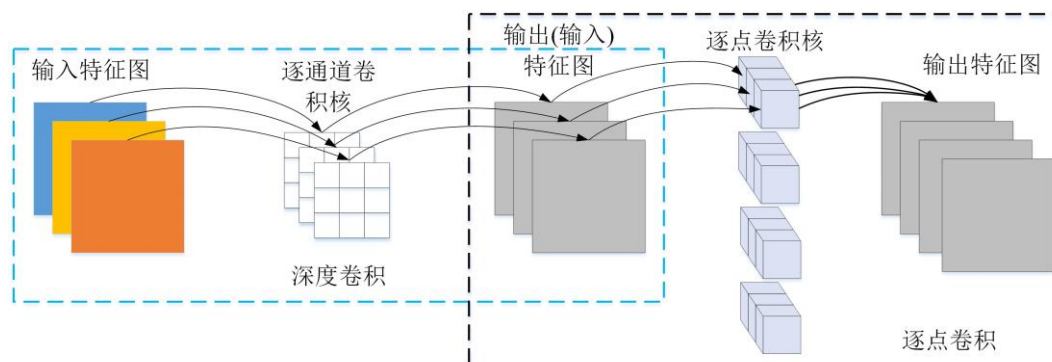 输入特征图
逐通道卷
积核
深度卷积
输出(输入)
特征图
逐点卷积核
输出特征图
逐点卷积